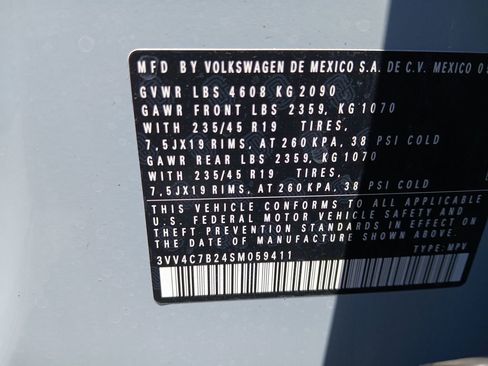 MFD BY VOLKSWAGEN DE MEXICO S.A. DE C.V. MEXICO
GVWR LBS 4608 KG 2090
GAWR FRONT LBS 2359, KG 1070
WITH 235/45 R19 TIRES,
7,5JX19 RIMS, AT 260 KPA, 38 PSI COLD
GAWR REAR LBS 2359, KG 1070
WITH 235/45 R19 TIRES,
7,5JX19 RIMS, AT 260KPA, 38 PSI COLD
THIS VEHICLE CONFORMS TO ALL APPLICABLE
U.S. FEDERAL MOTOR VEHICLE SAFETY AND
THEFT PREVENTION STANDARDS IN EFFECT ON
THE DATE OF MANUFACTURE SHOWN ABOVE.
3VV4C7B24SM059411 TYPE: MPV